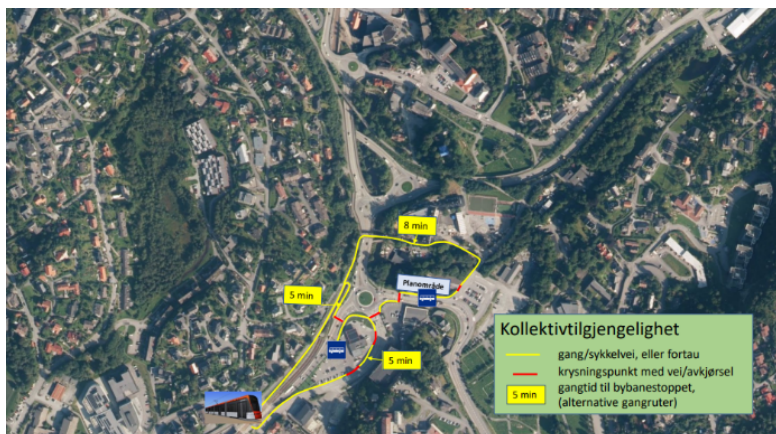 8 min
Planområde
5 min
5 min
Kollektivtilgjengelighet
gang/sykkelvei, eller fortau
krysningspunkt med vei/avkjørsel
5 min
gangtid til bybanestoppet,
(alternative gangruter)